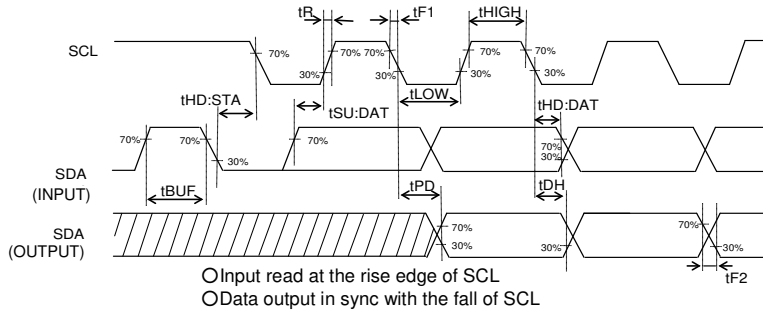 tR tF1 tHIGH
SCL 70% 70% 70% 70% 70%
30% 30% 30% 30%
tHD:STA tLOW
tSU:DAT tHD:DAT
70% 70% 70% 70%
30% 30%
SDA
(INPUT)
tBUF tPD tDH
SDA
(OUTPUT)
70% 70%
30% 30% 30%
tF2
○Input read at the rise edge of SCL
○Data output in sync with the fall of SCL